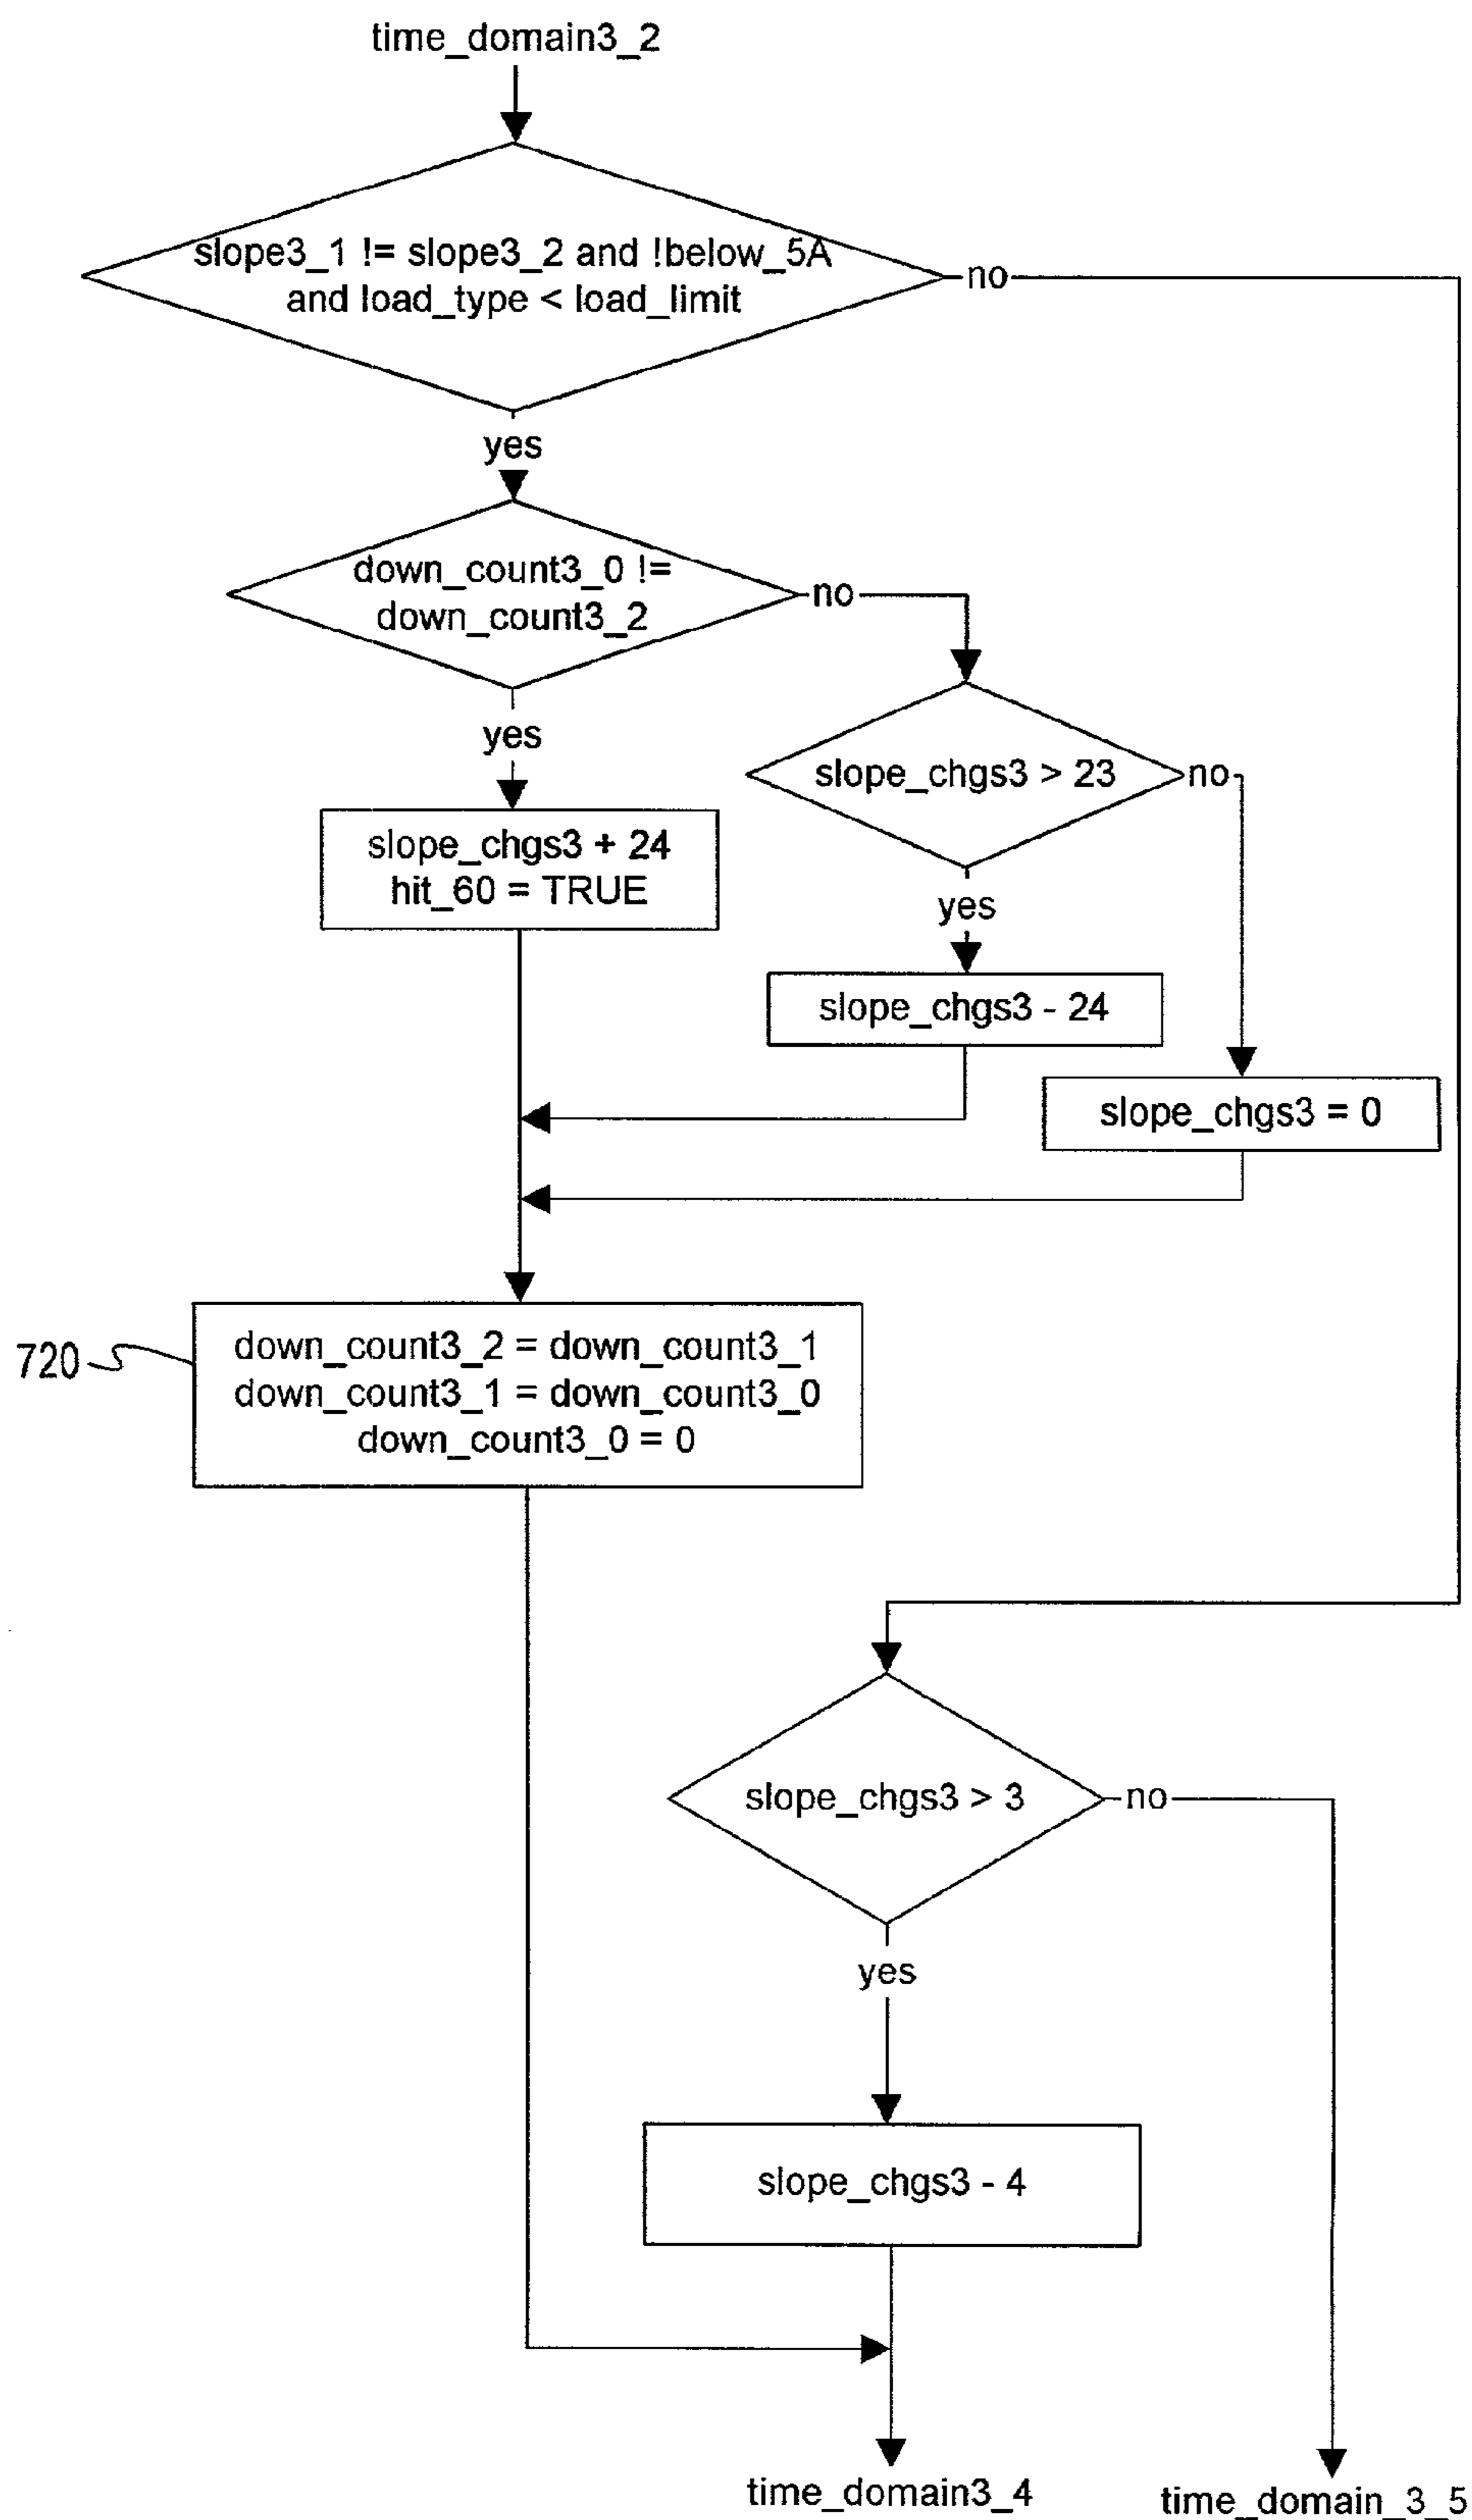 time_domain3_2
slope3_1 != slope3_2 and !below_5A
and load_type < load_limit
no
yes
down_count3_0 !=
down_count3_2
no
yes
slope_chgs3 > 23
no
slope_chgs3 + 24
hit_60 = TRUE
yes
slope_chgs3 - 24
slope_chgs3 = 0
720
down_count3_2 = down_count3_1
down_count3_1 = down_count3_0
down_count3_0 = 0
slope_chgs3 > 3
no
yes
slope_chgs3 - 4
time_domain3_4
time_domain_3_5